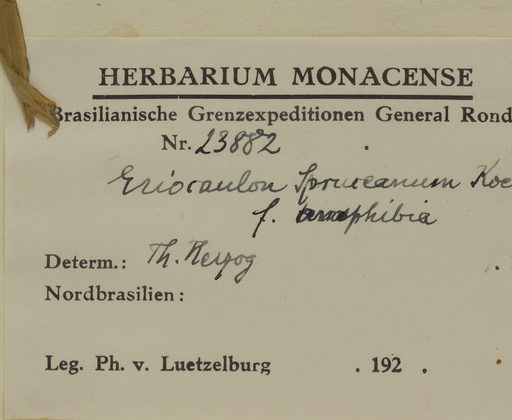 HERBARIUM MONACENSE
Brasilianische Grenzexpeditionen General Rond
Nr. 23882
Eriocaulon Spruceanum Koe
f. amphibia
Determ.: Th. Herzog
Nordbrasilien:
Leg. Ph. v. Luetzelburg . 192 .